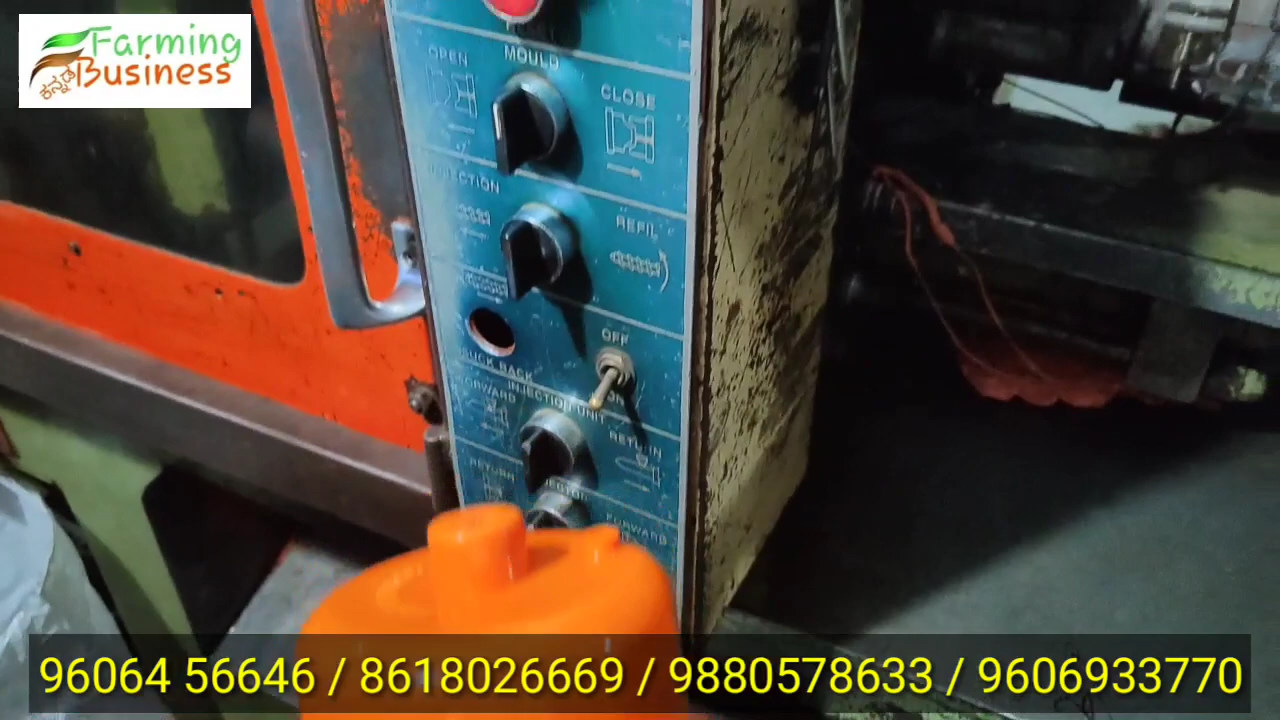 Farming
Business
ಕನ್ನಡ
MOULD
OPEN
CLOSE
INJECTION
REFIL
OFF
SUCK BACK
ON
INJECTION UNIT
FORWARD
RETURN
RETURN
FORWARD
96064 56646 / 8618026669 / 9880578633 / 9606933770